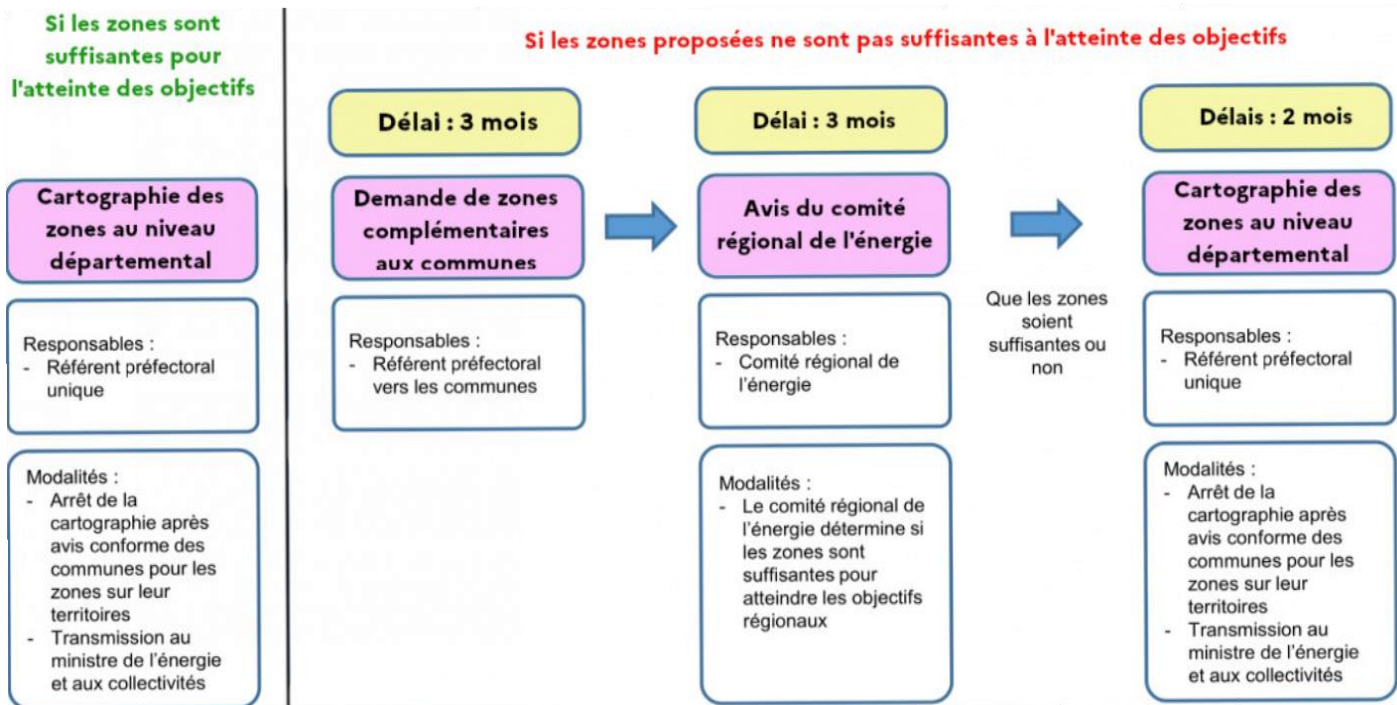 Si les zones sont
suffisantes pour
l'atteinte des objectifs
Cartographie des
zones au niveau
départemental
Responsables :
- Référent préfectoral
unique
Modalités :
- Arrêt de la
cartographie après
avis conforme des
communes pour les
zones sur leur
territoires
- Transmission au
ministre de l'énergie
et aux collectivités
Si les zones proposées ne sont pas suffisantes à l'atteinte des objectifs
Délai : 3 mois
Demande de zones
complémentaires
aux communes
Responsables :
- Référent préfectoral
vers les communes
Délai : 3 mois
Avis du comité
régional de l'énergie
Responsables :
- Comité régional de
l'énergie
Modalités :
- Le comité régional de
l'énergie détermine si
les zones sont
suffisantes pour
atteindre les objectifs
régionaux
Que les zones
soient
suffisantes ou
non
Délais : 2 mois
Cartographie des
zones au niveau
départemental
Responsables :
- Référent préfectoral
unique
Modalités :
- Arrêt de la
cartographie après
avis conforme des
communes pour les
zones sur leur
territoires
- Transmission au
ministre de l'énergie
et aux collectivités